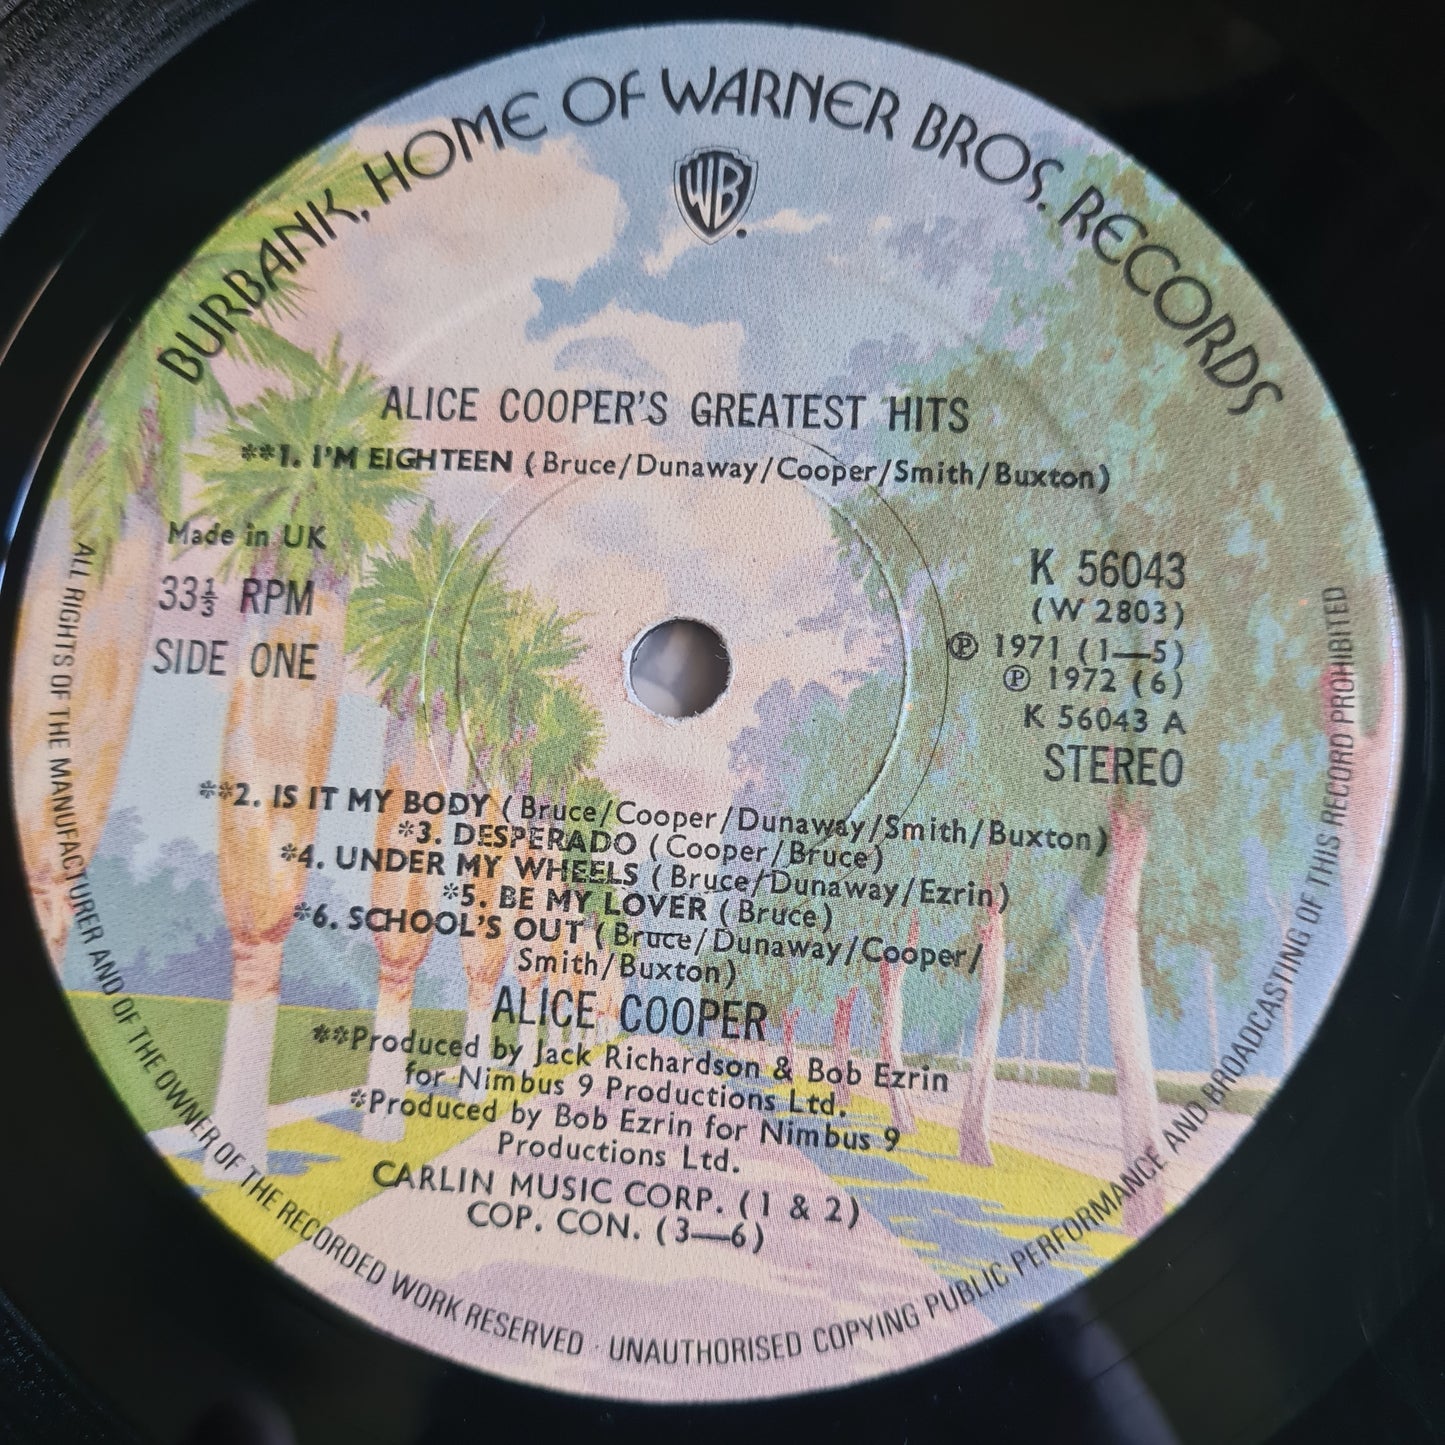 BURBANK, HOME OF WARNER BROS. RECORDS
WB
ALICE COOPER'S GREATEST HITS
**1. I'M EIGHTEEN (Bruce/Dunaway/Cooper/Smith/Buxton)
Made in UK
33⅓ RPM
SIDE ONE
K 56043
(W 2803)
℗ 1971 (1—5)
℗ 1972 (6)
K 56043 A
STEREO
**2. IS IT MY BODY (Bruce/Cooper/Dunaway/Smith/Buxton)
*3. DESPERADO (Cooper/Bruce)
*4. UNDER MY WHEELS (Bruce/Dunaway/Ezrin)
*5. BE MY LOVER (Bruce)
*6. SCHOOL'S OUT (Bruce/Dunaway/Cooper/
Smith/Buxton)
ALICE COOPER
**Produced by Jack Richardson & Bob Ezrin
for Nimbus 9 Productions Ltd.
*Produced by Bob Ezrin for Nimbus 9
Productions Ltd.
CARLIN MUSIC CORP. (1 & 2)
COP. CON. (3—6)
ALL RIGHTS OF THE MANUFACTURER AND OF THE OWNER OF THE RECORDED WORK RESERVED · UNAUTHORISED COPYING PUBLIC PERFORMANCE AND BROADCASTING OF THIS RECORD PROHIBITED